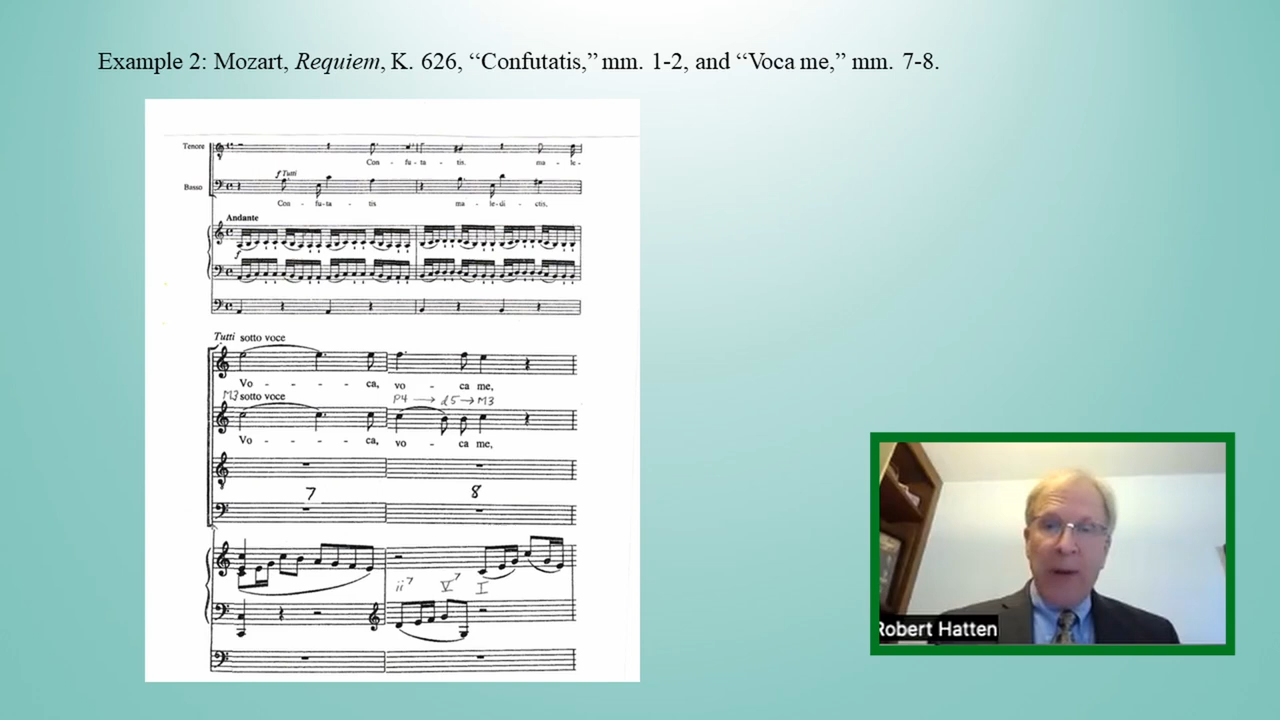 Example 2: Mozart, Requiem, K. 626, “Confutatis,” mm. 1-2, and “Voca me,” mm. 7-8.
Tenore
Con - fu - ta - tis. ma - le -
f Tutti
Basso
Con - fu - ta - tis ma - le - di - ctis,
Andante
f
Tutti sotto voce
Vo - - - - ca, vo - ca me,
M3 sotto voce P4 → d5 → M3
Vo - - - - ca, vo - ca me,
7 8
ii7 V7 I
Robert Hatten